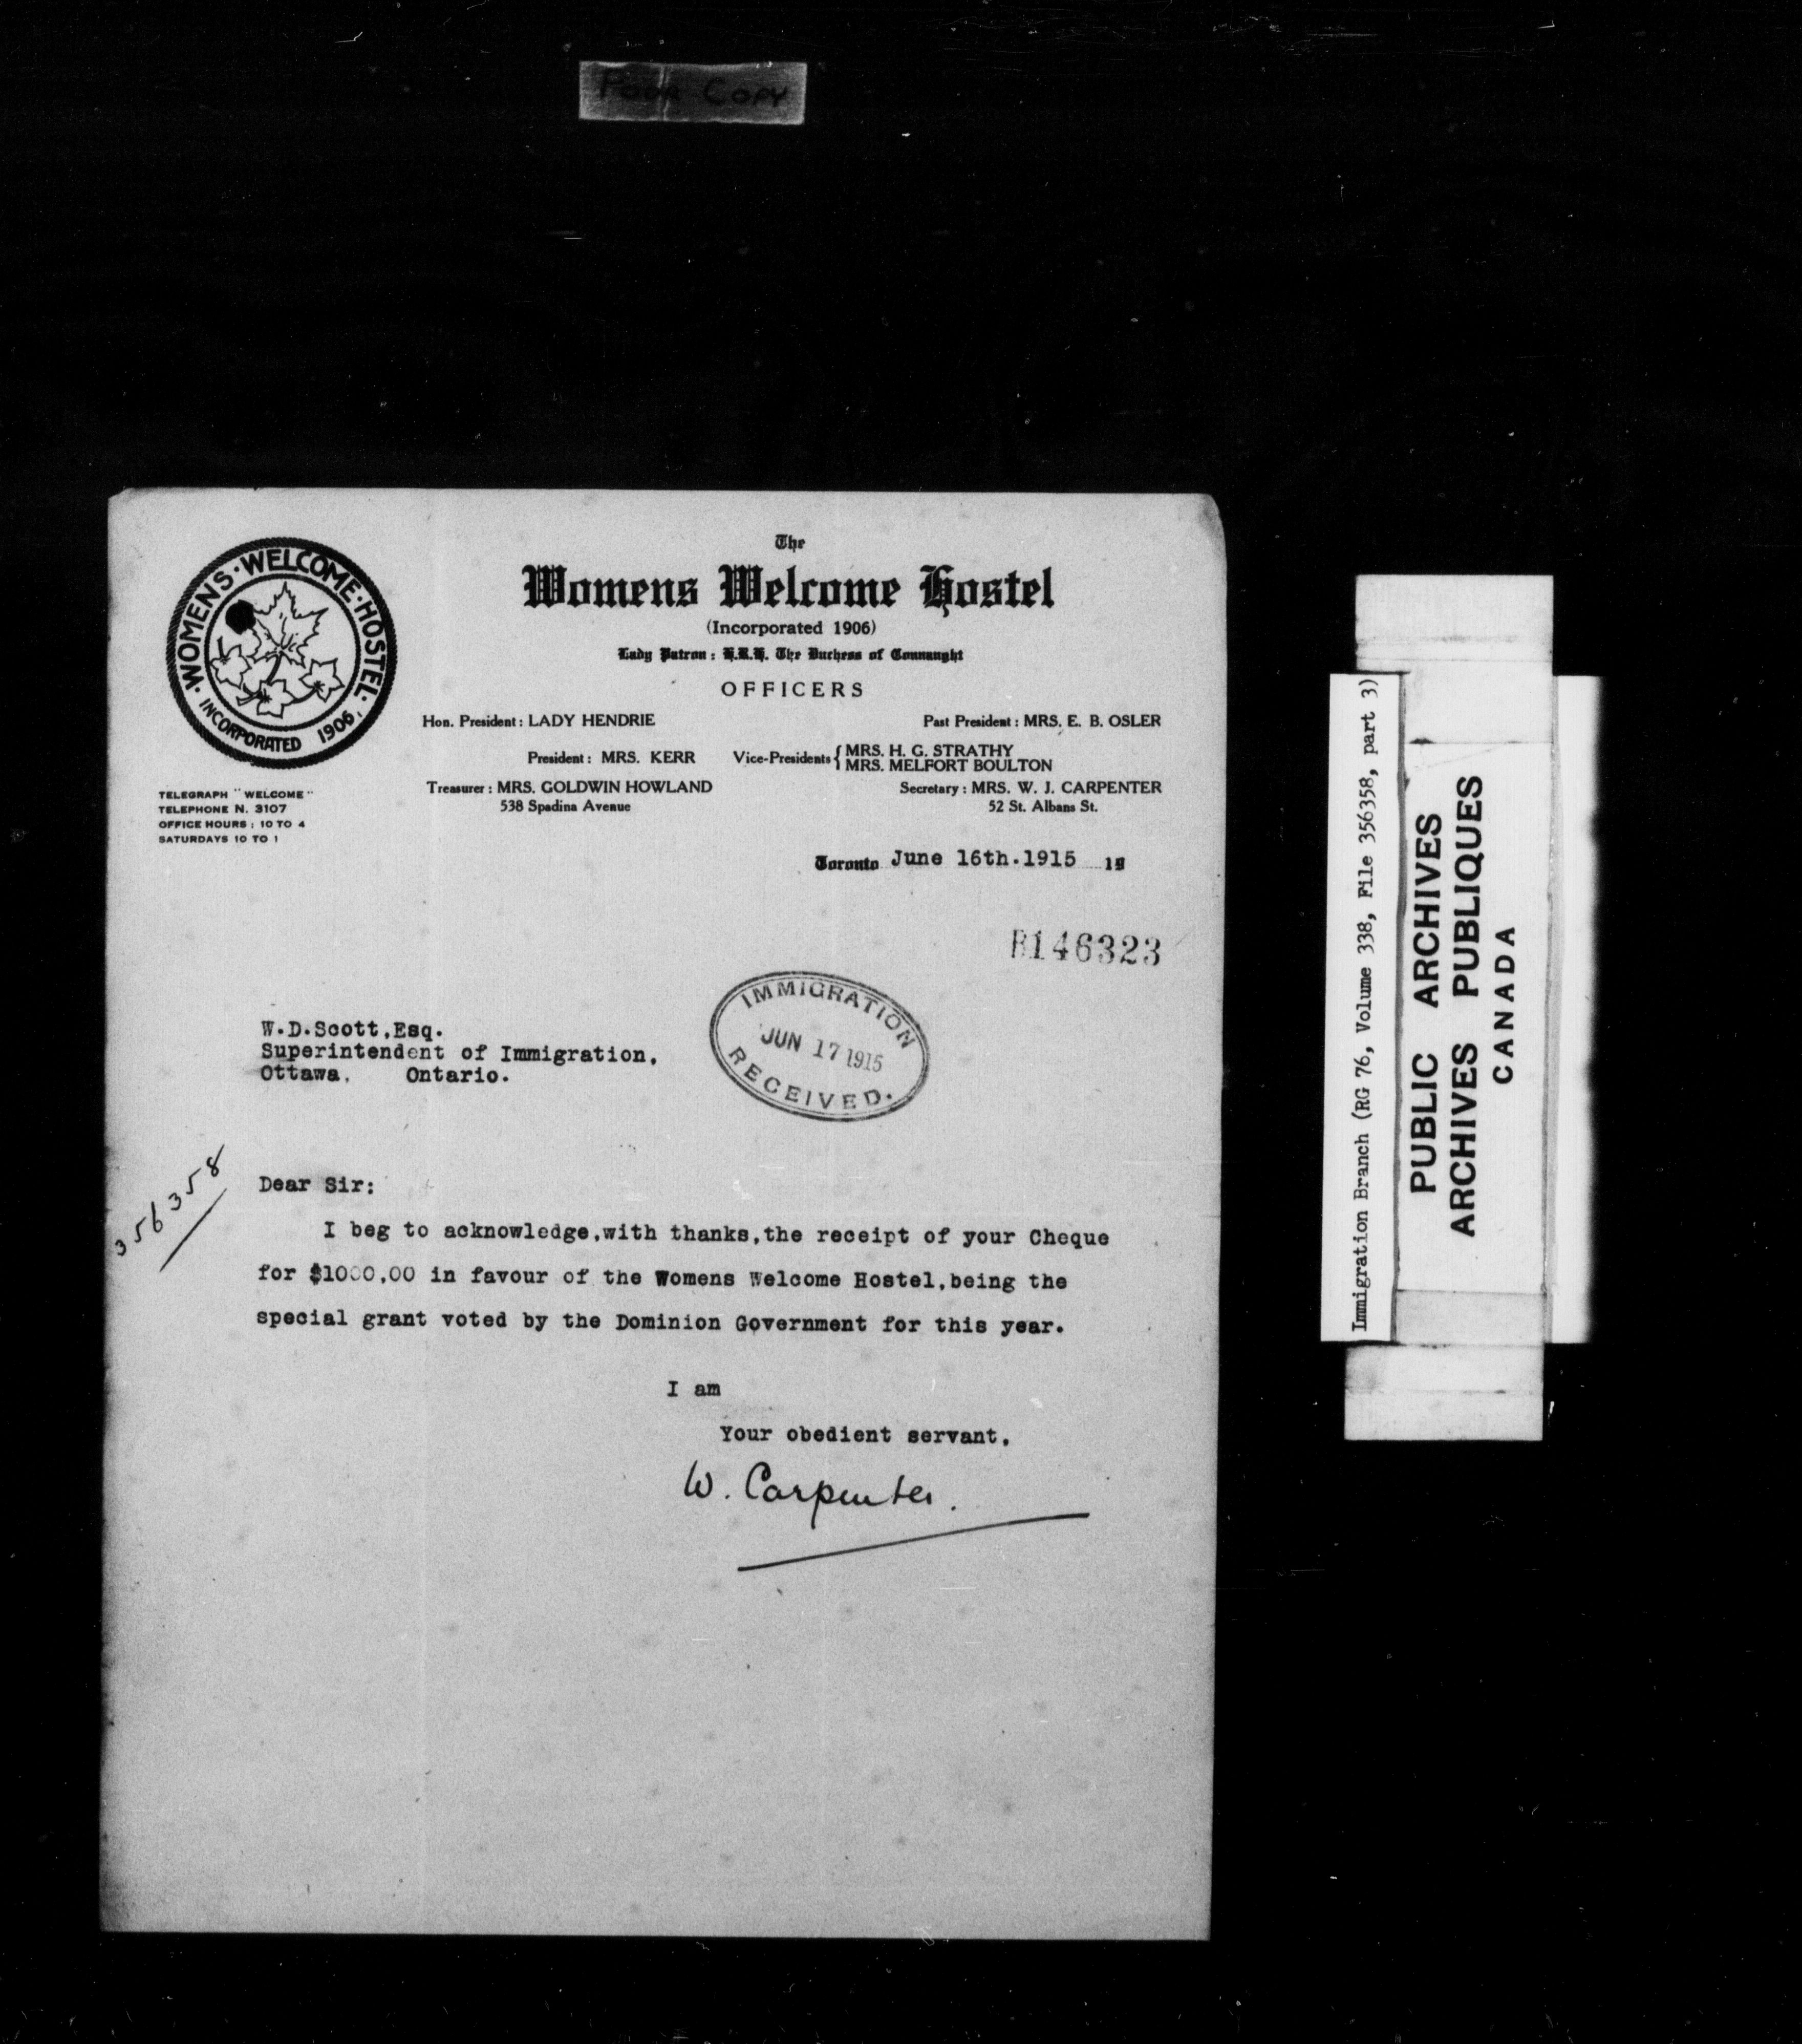 Poor Copy
WOMENS · WELCOME · HOSTEL ·
INCORPORATED 1906.
The
Womens Welcome Hostel
(Incorporated 1906)
Lady Patron: H.R.H. The Duchess of Connaught
OFFICERS
Hon. President: LADY HENDRIE Past President: MRS. E. B. OSLER
President: MRS. KERR Vice-Presidents { MRS. H. G. STRATHY
MRS. MELFORT BOULTON
Treasurer: MRS. GOLDWIN HOWLAND Secretary: MRS. W. J. CARPENTER
538 Spadina Avenue 52 St. Albans St.
TELEGRAPH "WELCOME"
TELEPHONE N. 3107
OFFICE HOURS: 10 TO 4
SATURDAYS 10 TO 1
Toronto June 16th.1915 19
B146323
IMMIGRATION
JUN 17 1915
RECEIVED.
W.D.Scott,Esq.
Superintendent of Immigration,
Ottawa, Ontario.
356358
Dear Sir:
I beg to acknowledge,with thanks,the receipt of your Cheque
for $1000.00 in favour of the Womens Welcome Hostel,being the
special grant voted by the Dominion Government for this year.
I am
Your obedient servant,
W. Carpenter.
Immigration Branch (RG 76, Volume 338, File 356358, part 3)
PUBLIC ARCHIVES
ARCHIVES PUBLIQUES
CANADA